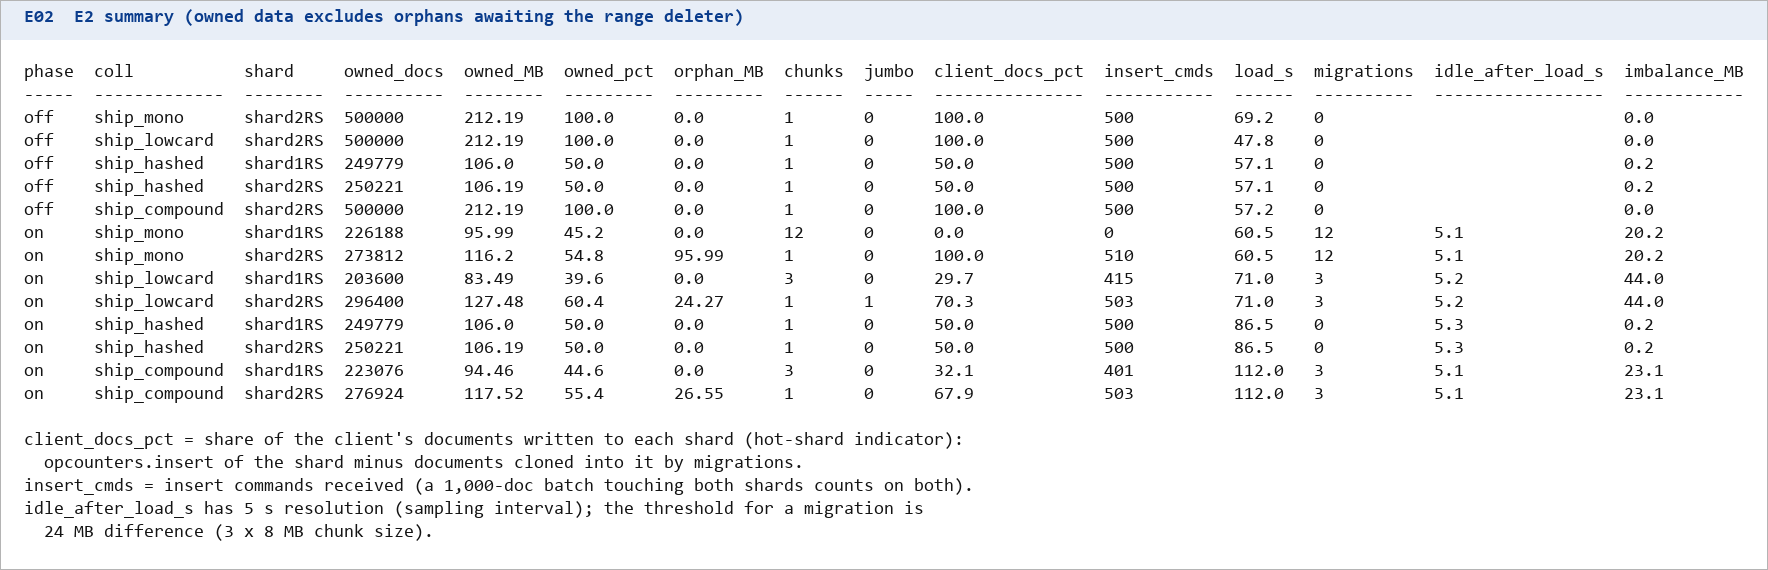 E02  E2 summary (owned data excludes orphans awaiting the range deleter)
phase  coll           shard     owned_docs  owned_MB  owned_pct  orphan_MB  chunks  jumbo  client_docs_pct  insert_cmds  load_s  migrations  idle_after_load_s  imbalance_MB
-----  -------------  --------  ----------  --------  ---------  ---------  ------  -----  ---------------  -----------  ------  ----------  -----------------  ------------
off    ship_mono      shard2RS  500000      212.19    100.0      0.0        1       0      100.0            500          69.2    0                              0.0
off    ship_lowcard   shard2RS  500000      212.19    100.0      0.0        1       0      100.0            500          47.8    0                              0.0
off    ship_hashed    shard1RS  249779      106.0     50.0       0.0        1       0      50.0             500          57.1    0                              0.2
off    ship_hashed    shard2RS  250221      106.19    50.0       0.0        1       0      50.0             500          57.1    0                              0.2
off    ship_compound  shard2RS  500000      212.19    100.0      0.0        1       0      100.0            500          57.2    0                              0.0
on     ship_mono      shard1RS  226188      95.99     45.2       0.0        12      0      0.0              0            60.5    12          5.1                20.2
on     ship_mono      shard2RS  273812      116.2     54.8       95.99      1       0      100.0            510          60.5    12          5.1                20.2
on     ship_lowcard   shard1RS  203600      83.49     39.6       0.0        3       0      29.7             415          71.0    3           5.2                44.0
on     ship_lowcard   shard2RS  296400      127.48    60.4       24.27      1       1      70.3             503          71.0    3           5.2                44.0
on     ship_hashed    shard1RS  249779      106.0     50.0       0.0        1       0      50.0             500          86.5    0           5.3                0.2
on     ship_hashed    shard2RS  250221      106.19    50.0       0.0        1       0      50.0             500          86.5    0           5.3                0.2
on     ship_compound  shard1RS  223076      94.46     44.6       0.0        3       0      32.1             401          112.0   3           5.1                23.1
on     ship_compound  shard2RS  276924      117.52    55.4       26.55      1       0      67.9             503          112.0   3           5.1                23.1
client_docs_pct = share of the client's documents written to each shard (hot-shard indicator):
  opcounters.insert of the shard minus documents cloned into it by migrations.
insert_cmds = insert commands received (a 1,000-doc batch touching both shards counts on both).
idle_after_load_s has 5 s resolution (sampling interval); the threshold for a migration is
  24 MB difference (3 x 8 MB chunk size).